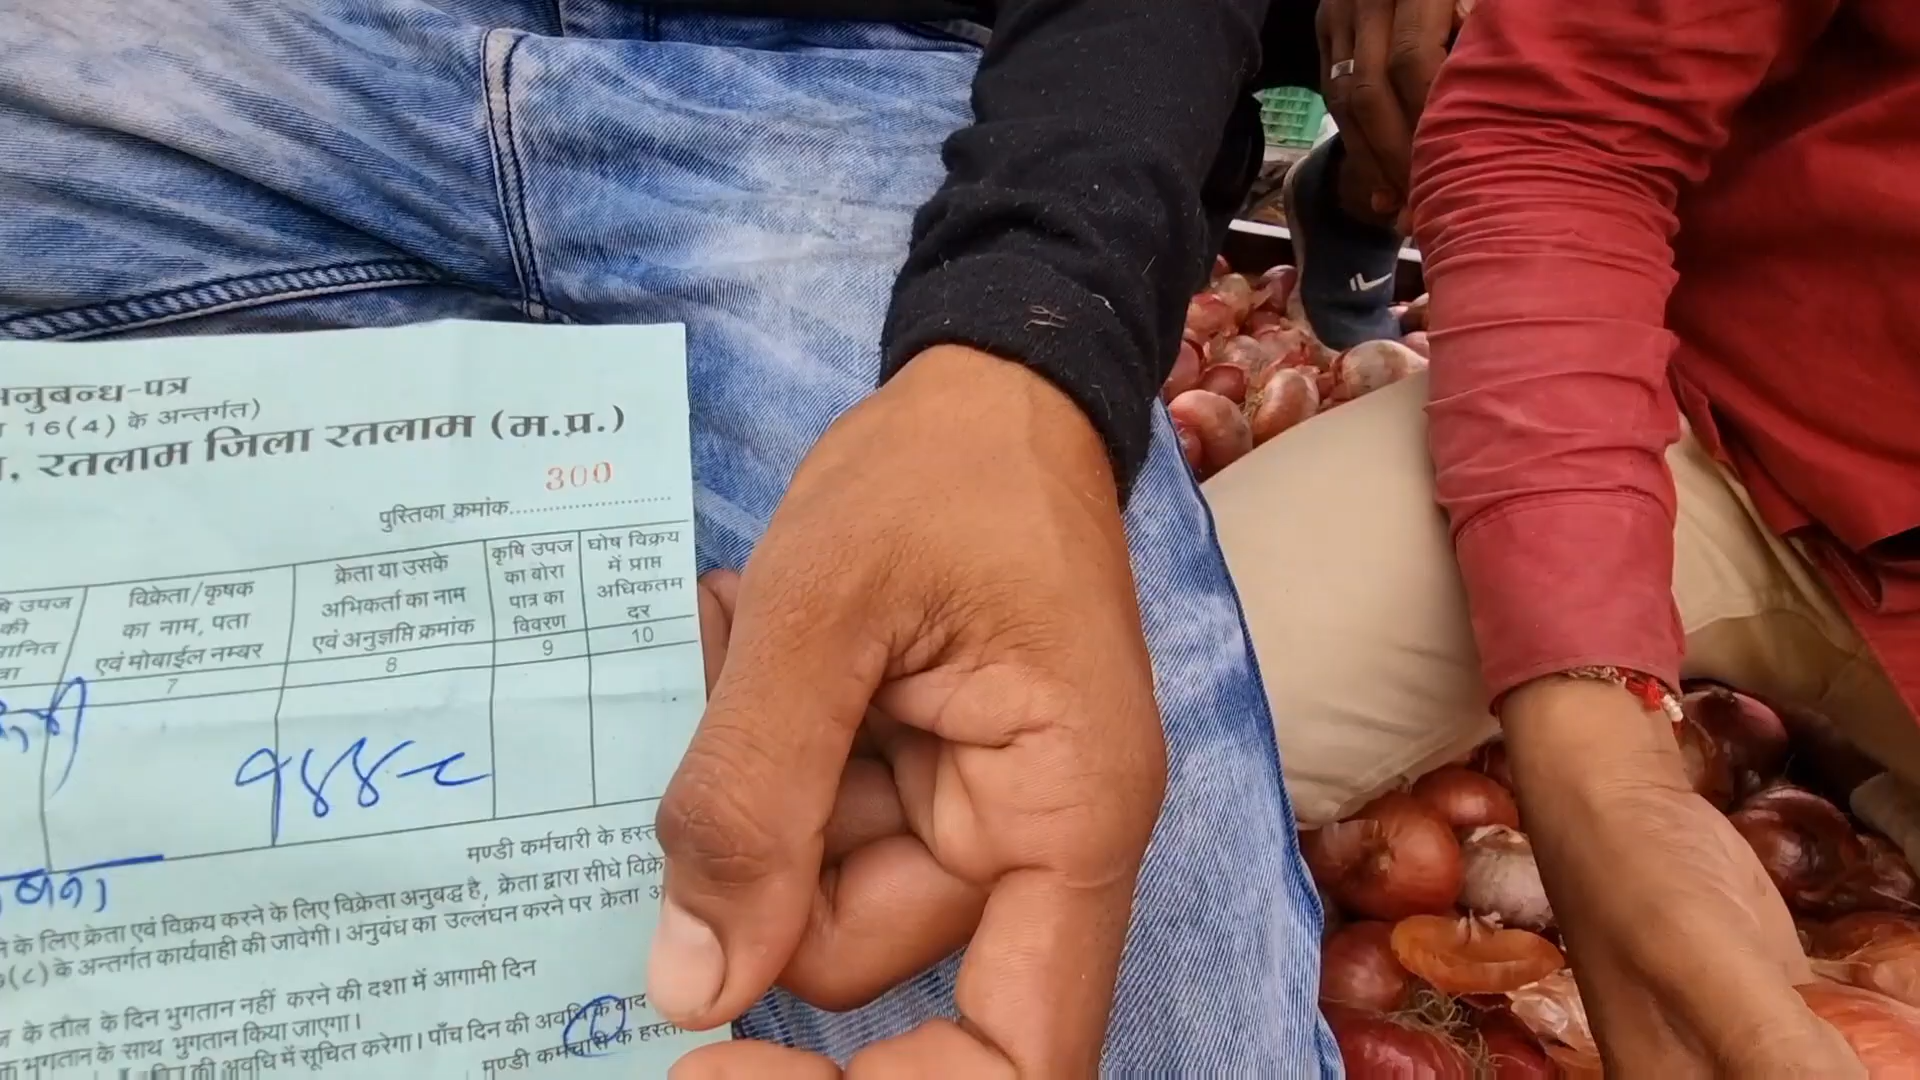 अनुबन्ध-पत्र
16(4) के अन्तर्गत)
रतलाम जिला रतलाम (म.प्र.)
300
पुस्तिका क्रमांक
उपज
की
विक्रेता/कृषक
का नाम, पता
एवं मोबाईल नम्बर
क्रेता या उसके
अभिकर्ता का नाम
एवं अनुज्ञप्ति क्रमांक
कृषि उपज
का बोरा
पात्र का
विवरण
घोष विक्रय
में प्राप्त
अधिकतम
दर
7
8
9
10
मण्डी कर्मचारी के
के लिए क्रेता एवं विक्रय करने के लिए विक्रेता अनुबद्ध है, क्रेता द्वारा सीधे
(८) के अन्तर्गत कार्यवाही की जावेगी। अनुबंध का उल्लंघन करने पर क्रेता
के तौल के दिन भुगतान नहीं करने की दशा में आगामी दिन
भुगतान के साथ भुगतान किया जाएगा।
की अवधि में सूचित करेगा। पाँच दिन की अवधि के बाद
मण्डी कर्मचारी के